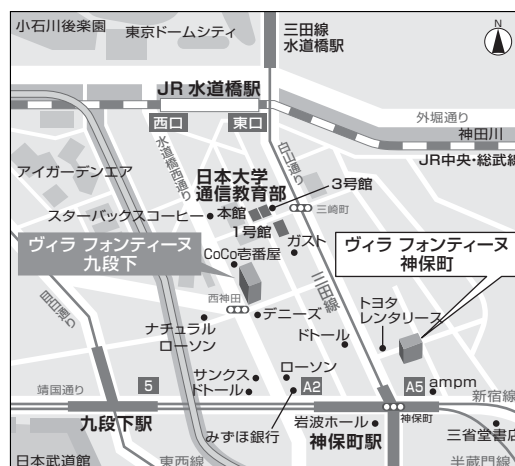 小石川後楽園
東京ドームシティ
三田線
水道橋駅
N
JR 水道橋駅
西口
東口
外堀通り
神田川
JR中央・総武線
水道橋西通り
白山通り
アイガーデンエア
日本大学
通信教育部
3号館
スターバックスコーヒー
本館
三崎町
1号館
ガスト
ヴィラ フォンティーヌ
九段下
CoCo壱番屋
ヴィラ フォンティーヌ
神保町
目白通り
西神田
三田線
デニーズ
トヨタ
レンタリース
ナチュラル
ローソン
ドトール
サンクス
ドトール
ローソン
靖国通り
5
A2
A5
ampm
新宿線
九段下駅
みずほ銀行
岩波ホール
神保町
神保町駅
三省堂書店
日本武道館
東西線
半蔵門線